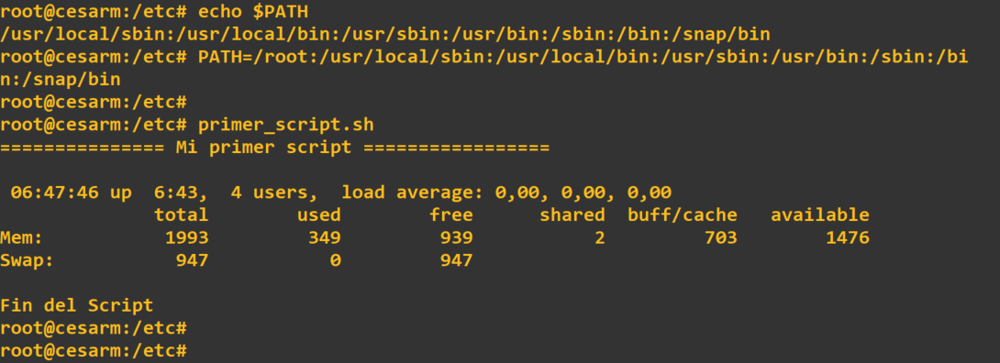 root@cesarm:/etc# echo $PATH
/usr/local/sbin:/usr/local/bin:/usr/sbin:/usr/bin:/sbin:/bin:/snap/bin
root@cesarm:/etc# PATH=/root:/usr/local/sbin:/usr/local/bin:/usr/sbin:/usr/bin:/sbin:/bi
n:/snap/bin
root@cesarm:/etc#
root@cesarm:/etc# primer_script.sh
=============== Mi primer script =================
 06:47:46 up  6:43,  4 users,  load average: 0,00, 0,00, 0,00
              total        used        free      shared  buff/cache   available
Mem:           1993         349         939           2         703        1476
Swap:           947           0         947
Fin del Script
root@cesarm:/etc#
root@cesarm:/etc#